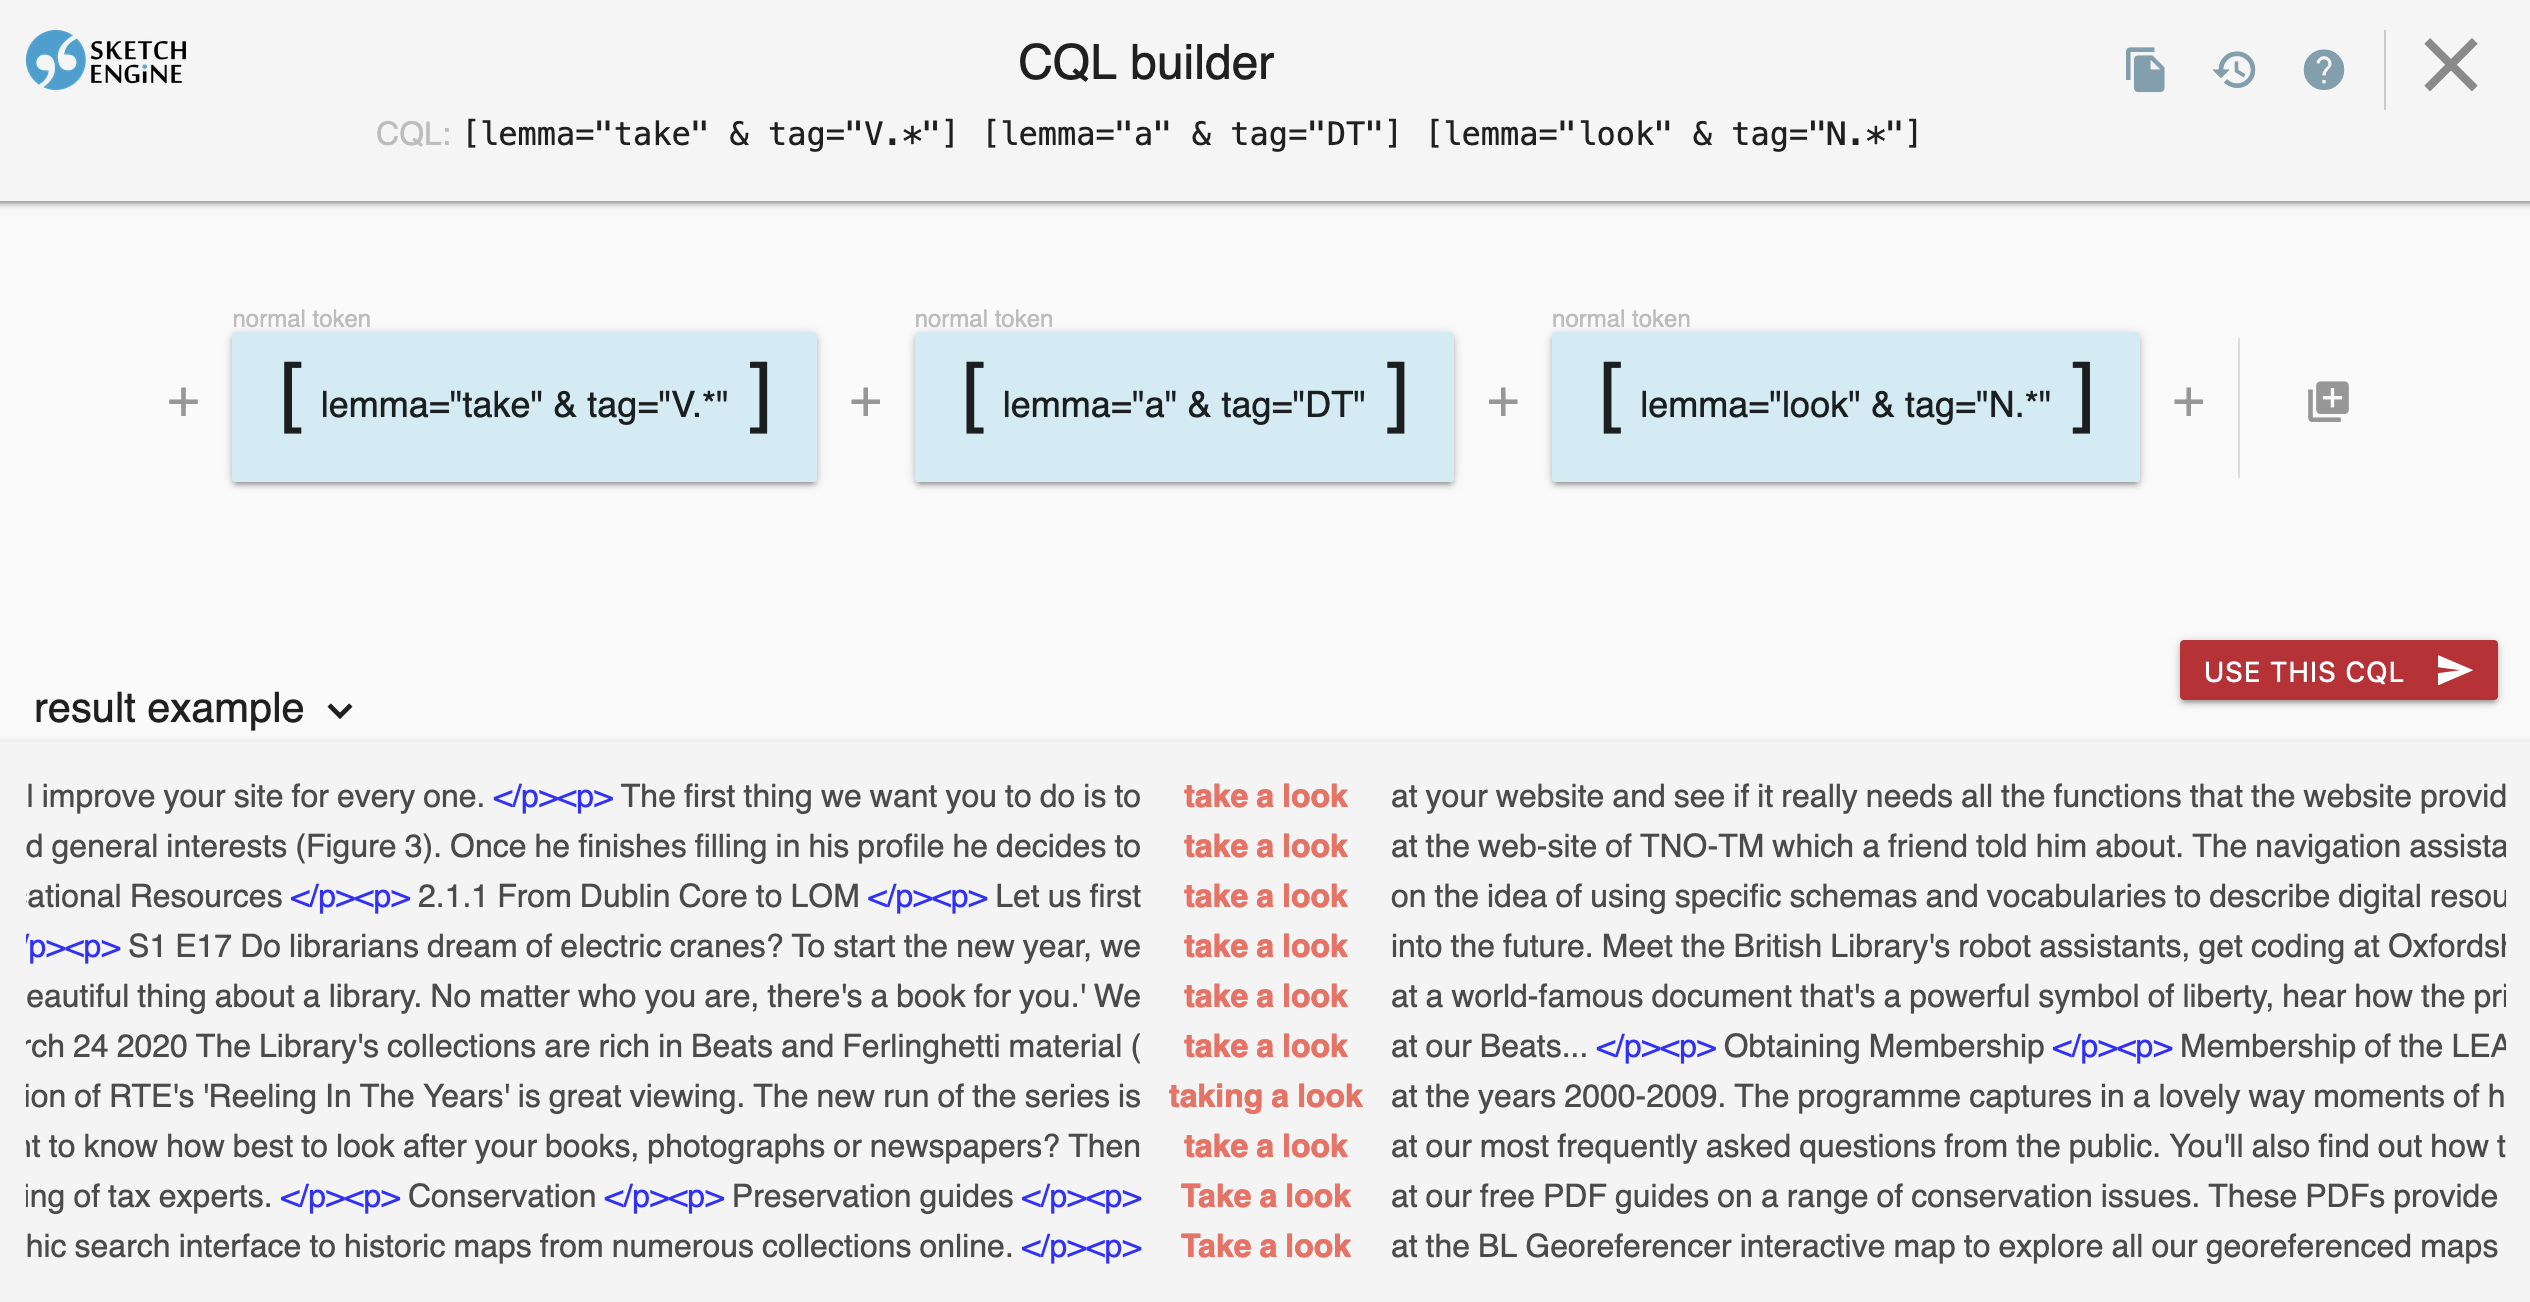 SKETCH
ENGiNE
CQL builder
CQL: [lemma="take" & tag="V.*"] [lemma="a" & tag="DT"] [lemma="look" & tag="N.*"]
normal token normal token normal token
[ lemma="take" & tag="V.*" ] [ lemma="a" & tag="DT" ] [ lemma="look" & tag="N.*" ]
USE THIS CQL
result example
improve your site for every one. </p><p> The first thing we want you to do is to take a look at your website and see if it really needs all the functions that the website provid
d general interests (Figure 3). Once he finishes filling in his profile he decides to take a look at the web-site of TNO-TM which a friend told him about. The navigation assista
ational Resources </p><p> 2.1.1 From Dublin Core to LOM </p><p> Let us first take a look on the idea of using specific schemas and vocabularies to describe digital resou
p><p> S1 E17 Do librarians dream of electric cranes? To start the new year, we take a look into the future. Meet the British Library's robot assistants, get coding at Oxfords
eautiful thing about a library. No matter who you are, there's a book for you.' We take a look at a world-famous document that's a powerful symbol of liberty, hear how the pri
rch 24 2020 The Library's collections are rich in Beats and Ferlinghetti material ( take a look at our Beats... </p><p> Obtaining Membership </p><p> Membership of the LEA
ion of RTE's 'Reeling In The Years' is great viewing. The new run of the series is taking a look at the years 2000-2009. The programme captures in a lovely way moments of h
t to know how best to look after your books, photographs or newspapers? Then take a look at our most frequently asked questions from the public. You'll also find out how t
ing of tax experts. </p><p> Conservation </p><p> Preservation guides </p><p> Take a look at our free PDF guides on a range of conservation issues. These PDFs provide
hic search interface to historic maps from numerous collections online. </p><p> Take a look at the BL Georeferencer interactive map to explore all our georeferenced maps